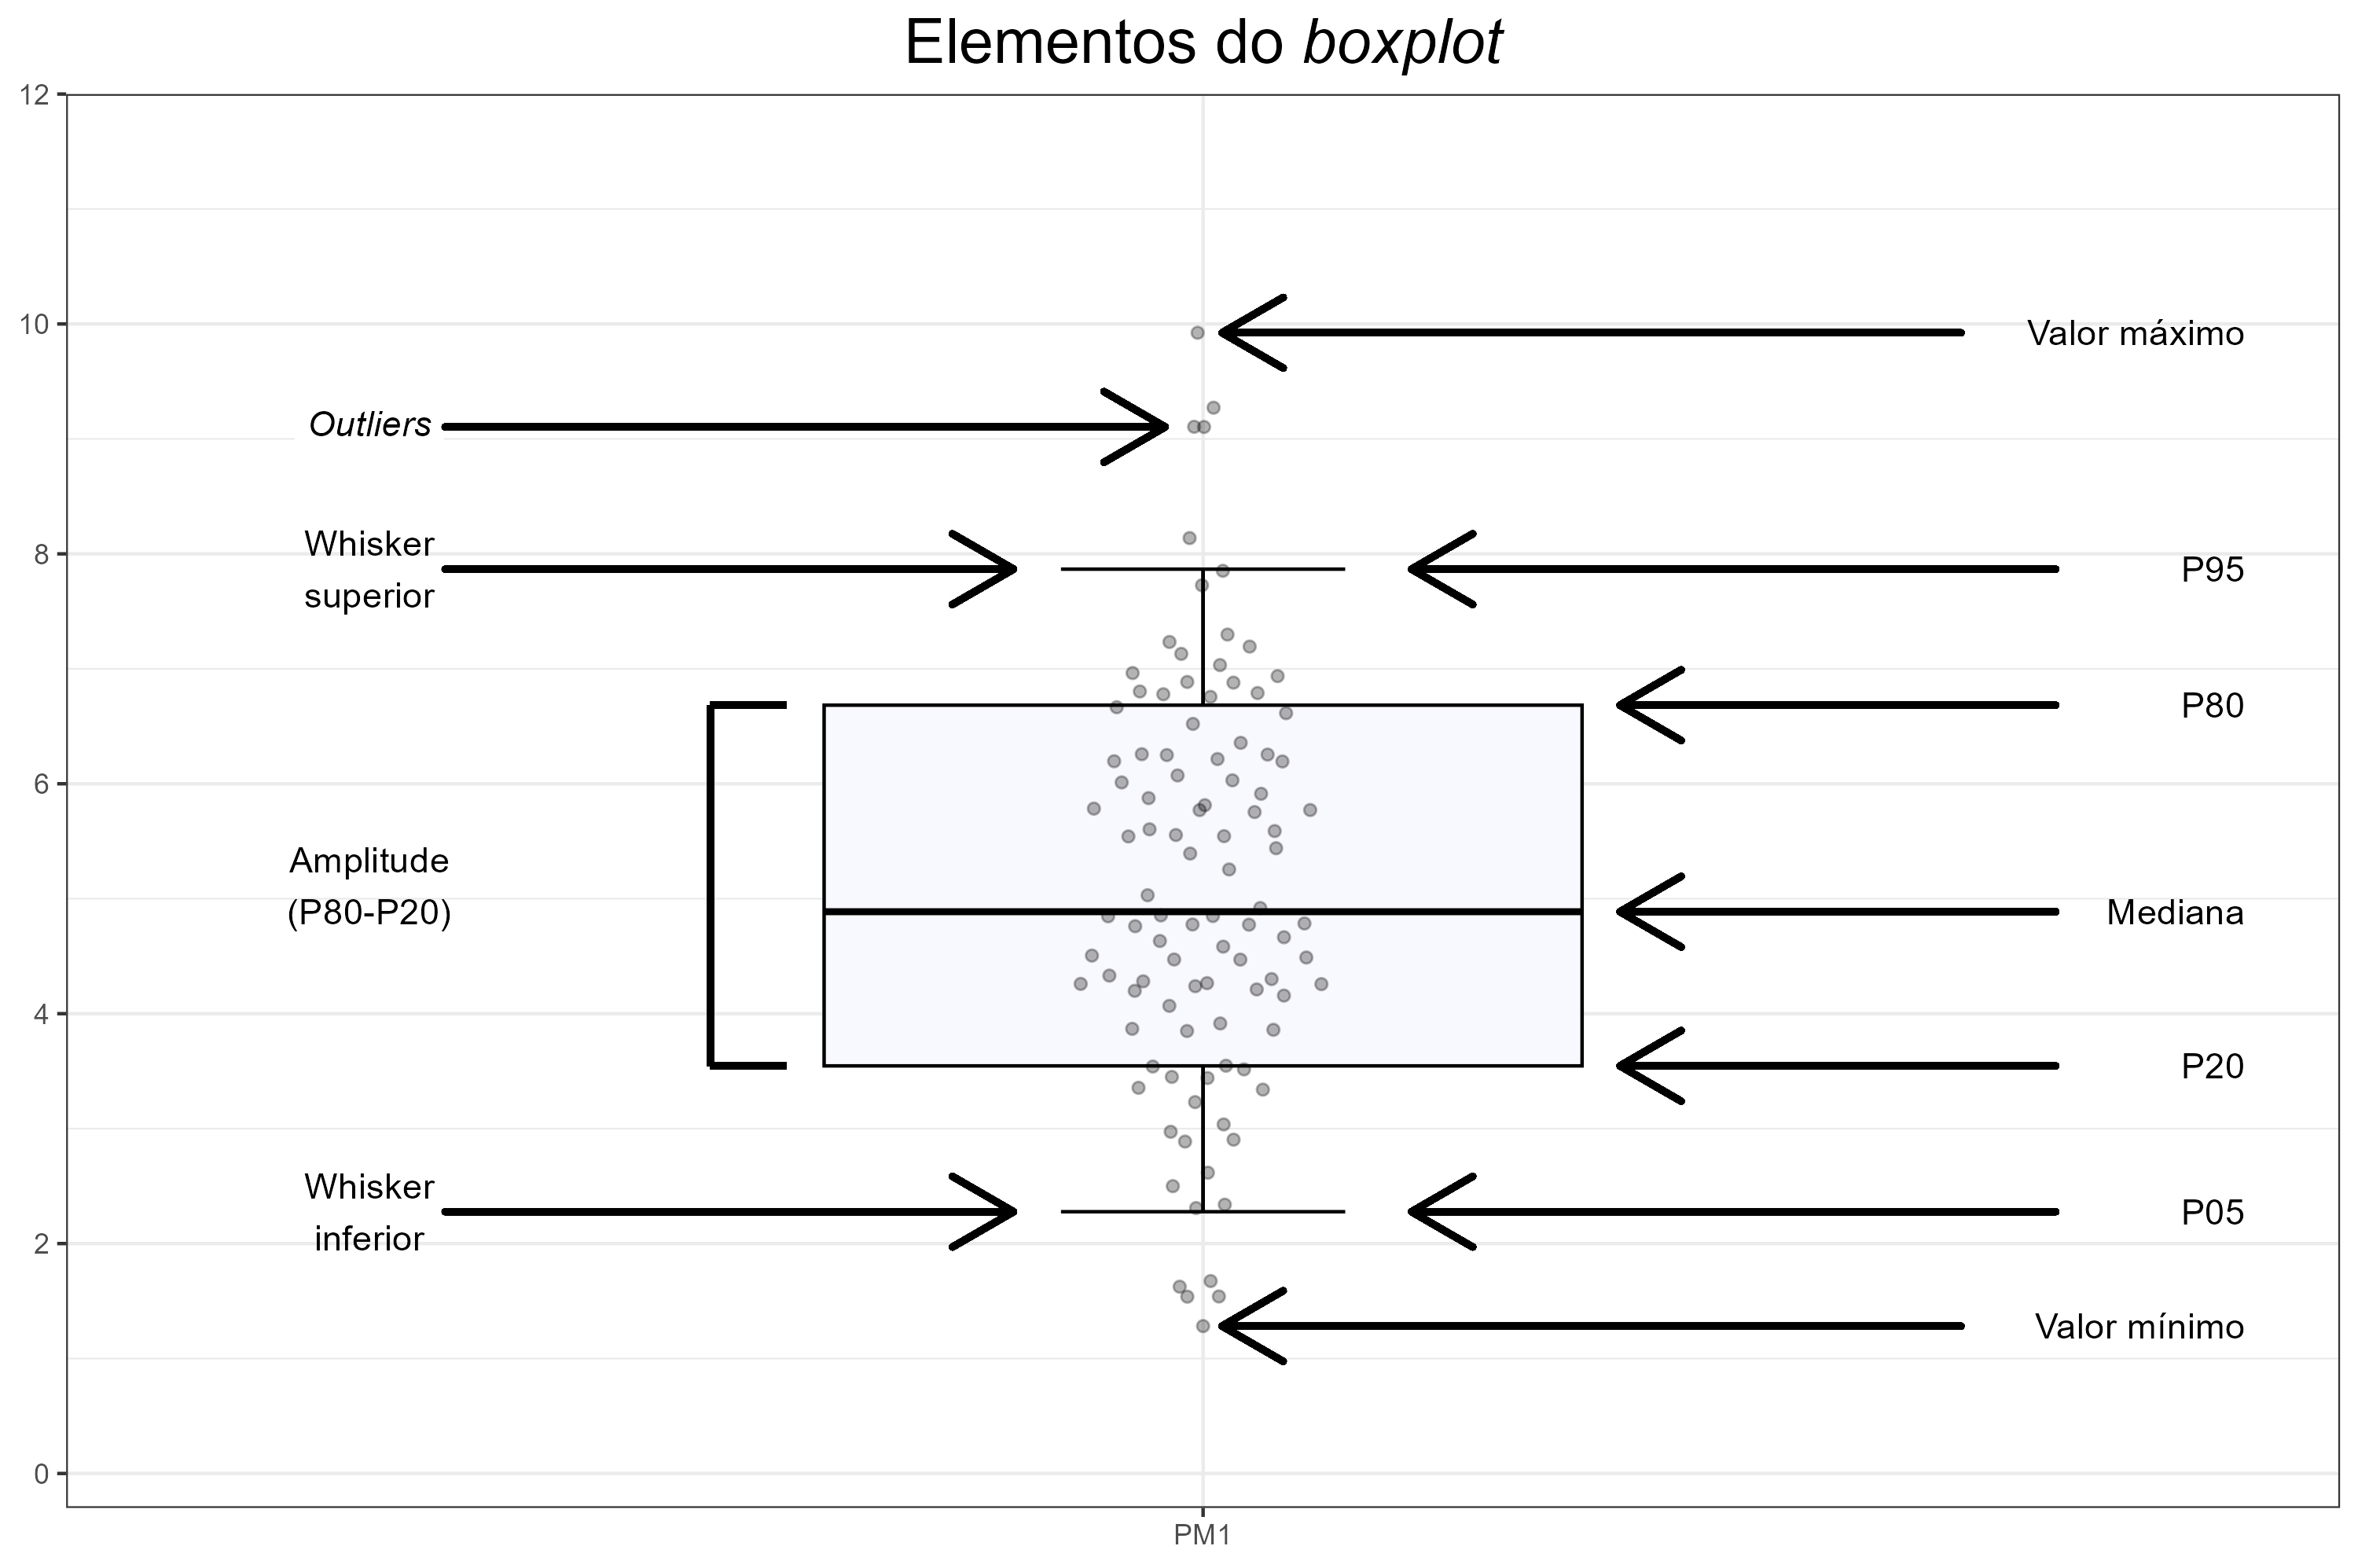 Elementos do boxplot
12
10
8
6
4
2
0
Outliers
Whisker
superior
Amplitude
(P80-P20)
Whisker
inferior
Valor máximo
P95
P80
Mediana
P20
P05
Valor mínimo
PM1